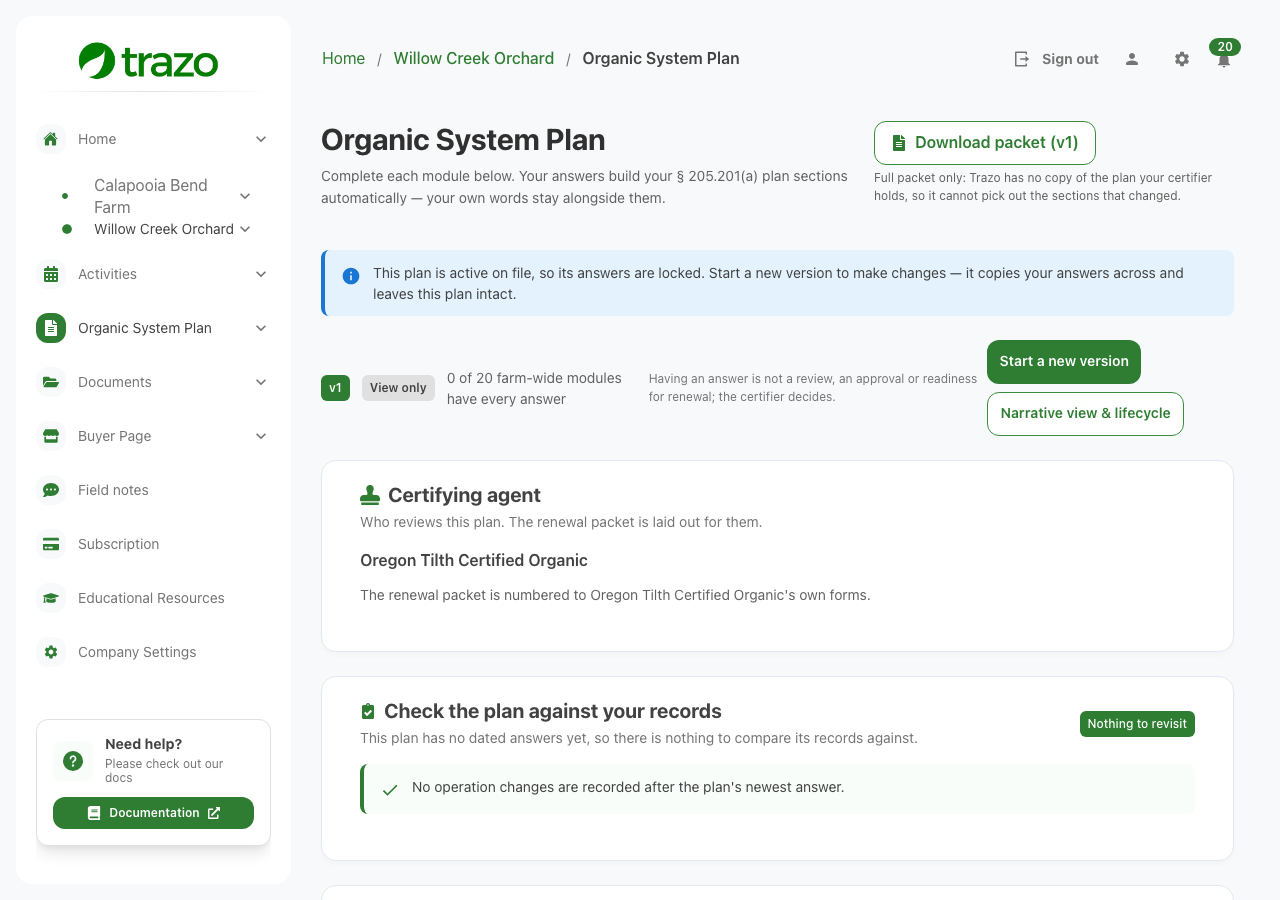 trazo
Home / Willow Creek Orchard / Organic System Plan
Sign out
20
Home
Calapooia Bend
Farm
Willow Creek Orchard
Activities
Organic System Plan
Documents
Buyer Page
Field notes
Subscription
Educational Resources
Company Settings
Need help?
Please check out our
docs
Documentation
Organic System Plan
Complete each module below. Your answers build your § 205.201(a) plan sections
automatically — your own words stay alongside them.
Download packet (v1)
Full packet only: Trazo has no copy of the plan your certifier
holds, so it cannot pick out the sections that changed.
This plan is active on file, so its answers are locked. Start a new version to make changes — it copies your answers across and
leaves this plan intact.
v1
View only
0 of 20 farm-wide modules
have every answer
Having an answer is not a review, an approval or readiness
for renewal; the certifier decides.
Start a new version
Narrative view & lifecycle
Certifying agent
Who reviews this plan. The renewal packet is laid out for them.
Oregon Tilth Certified Organic
The renewal packet is numbered to Oregon Tilth Certified Organic's own forms.
Check the plan against your records
This plan has no dated answers yet, so there is nothing to compare its records against.
Nothing to revisit
No operation changes are recorded after the plan's newest answer.